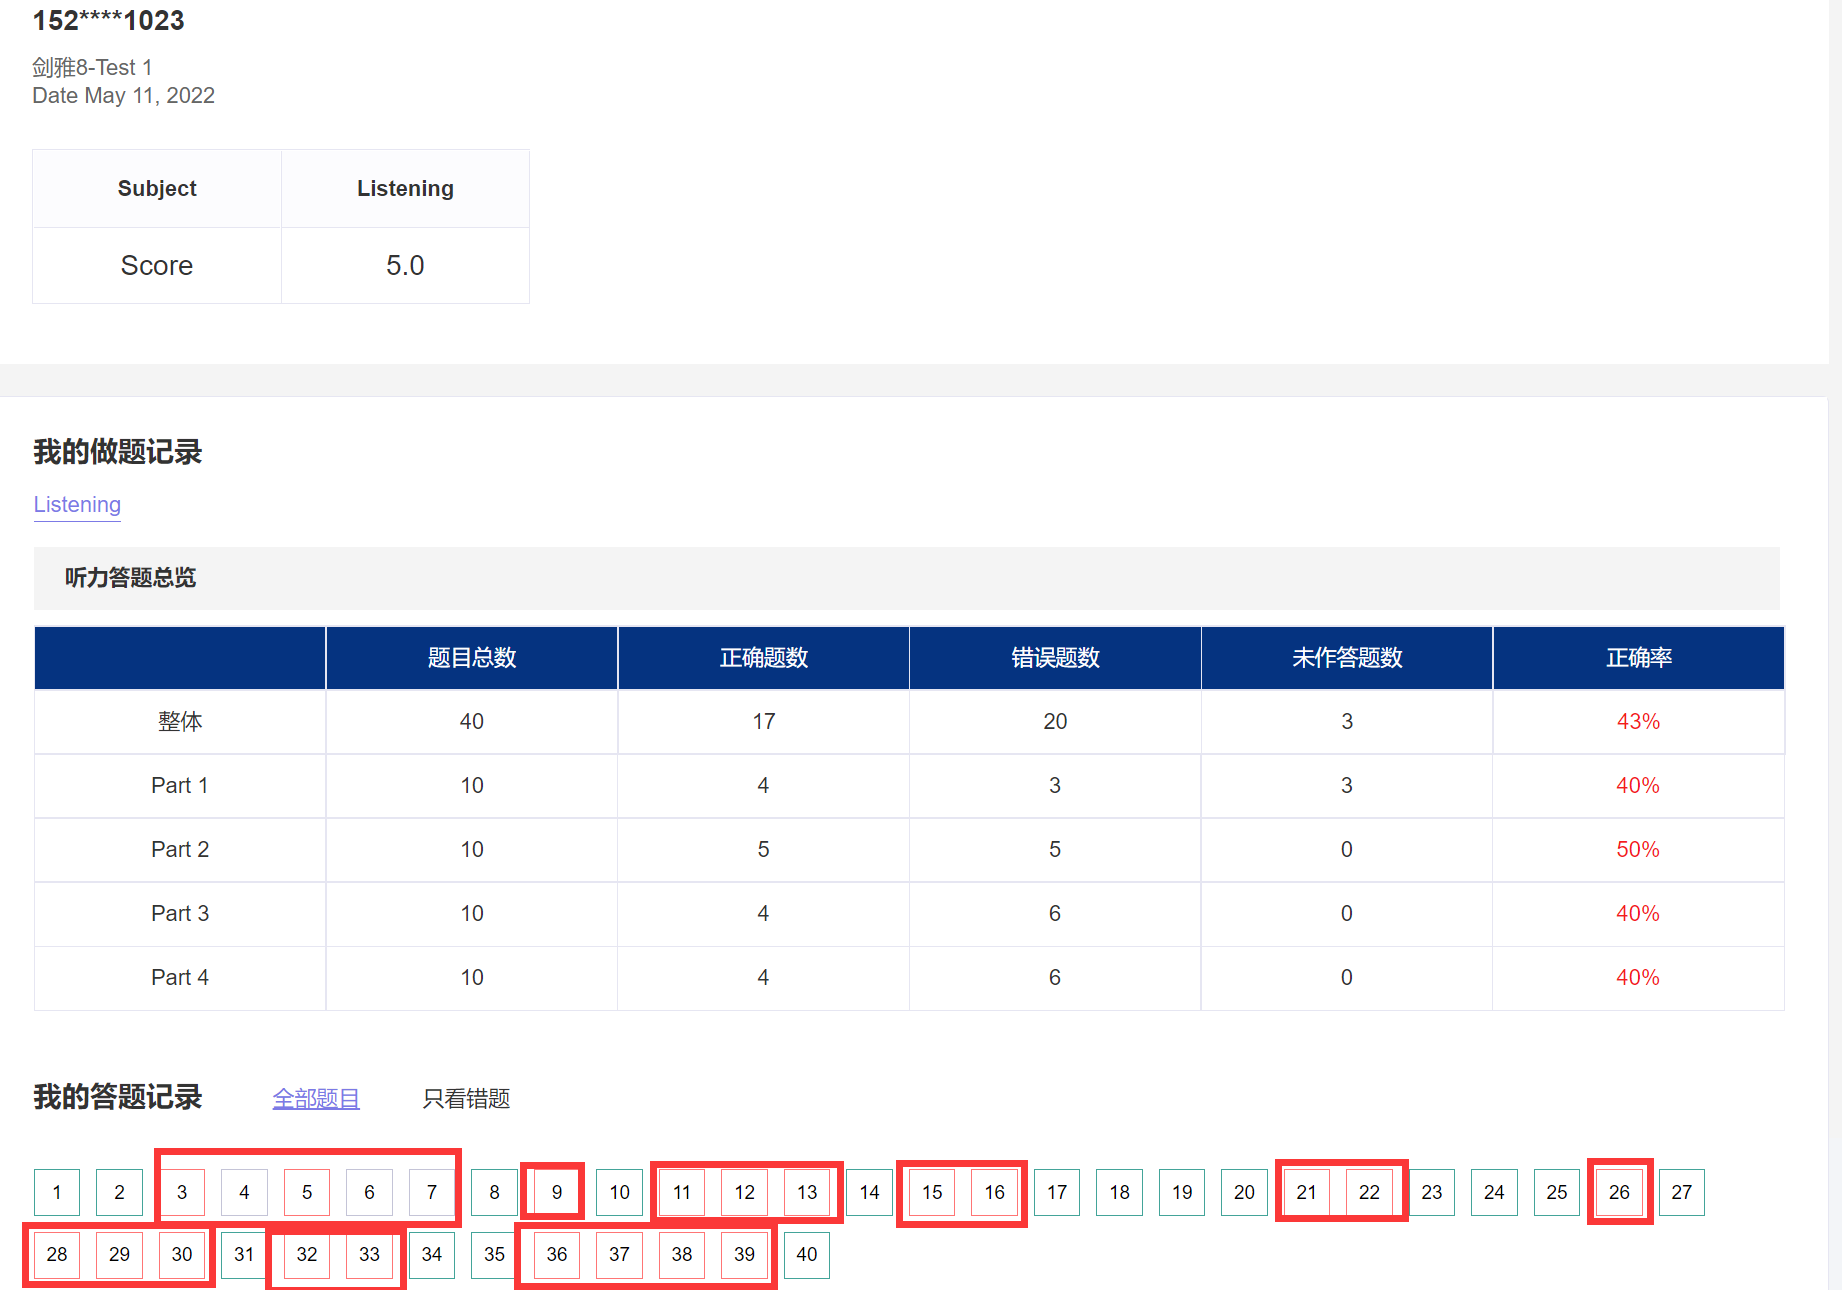 152****1023
剑雅8-Test 1
Date May 11, 2022
Subject Listening
Score 5.0
我的做题记录
Listening
听力答题总览
题目总数 正确题数 错误题数 未作答题数 正确率
整体 40 17 20 3 43%
Part 1 10 4 3 3 40%
Part 2 10 5 5 0 50%
Part 3 10 4 6 0 40%
Part 4 10 4 6 0 40%
我的答题记录 全部题目 只看错题
1 2 3 4 5 6 7 8 9 10 11 12 13 14 15 16 17 18 19 20 21 22 23 24 25 26 27
28 29 30 31 32 33 34 35 36 37 38 39 40